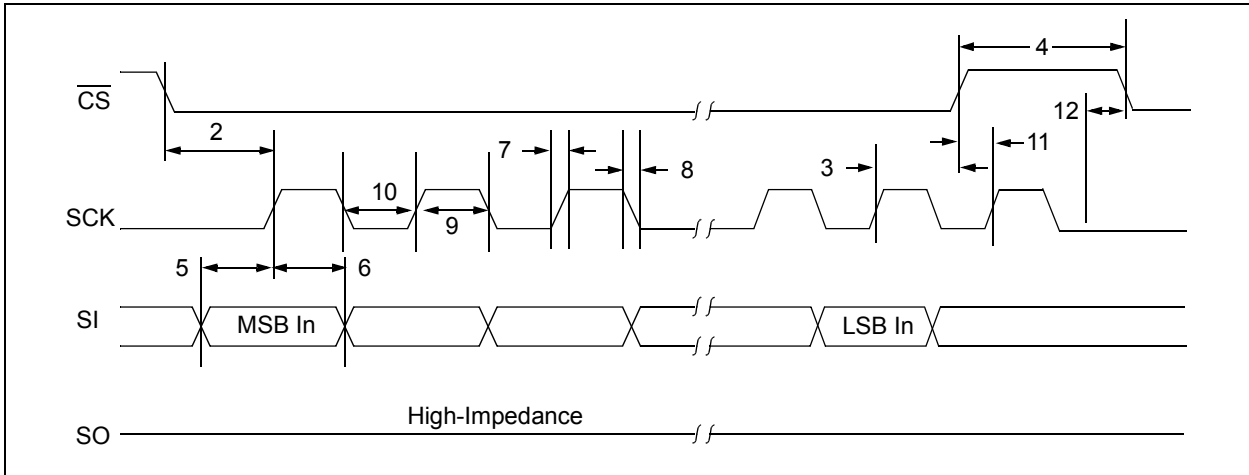 4
CS
12
2
7
3
11
8
10
SCK
9
5
6
SI
MSB In
LSB In
High-Impedance
SO